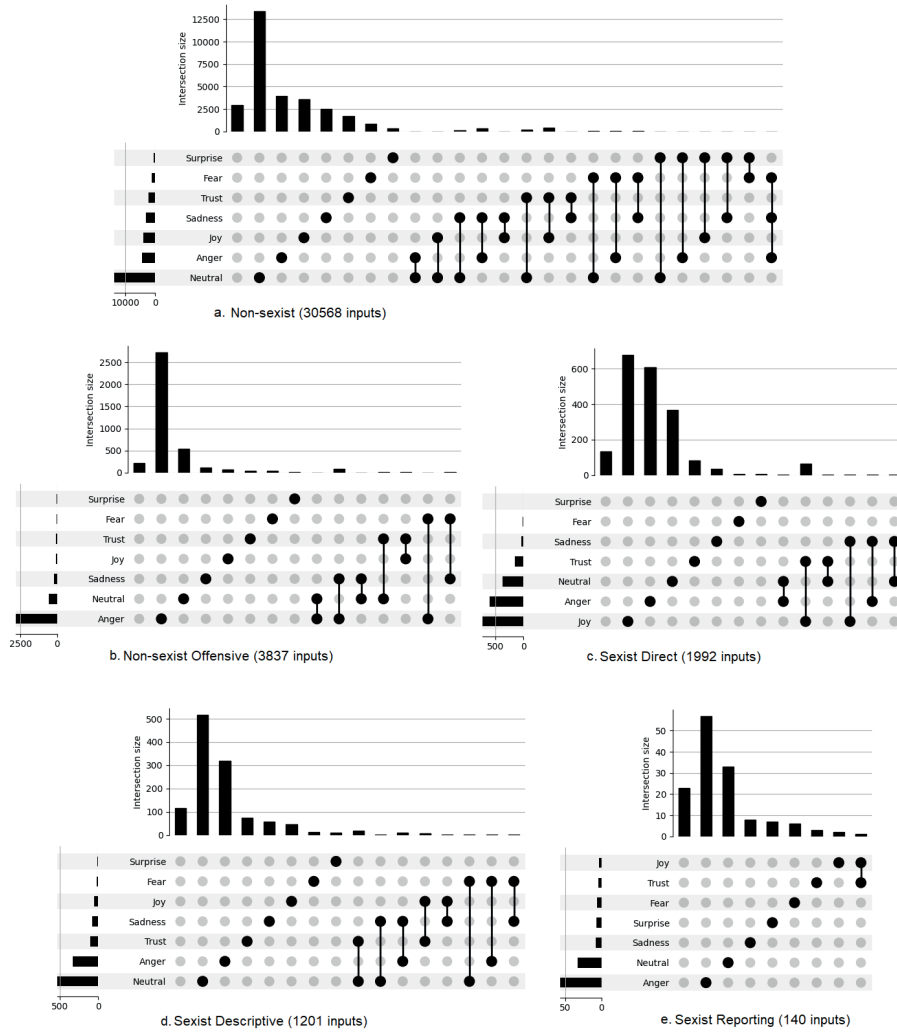 12500
10000
7500
5000
2500
0
Intersection size
Surprise
Fear
Trust
Sadness
Joy
Anger
Neutral
10000 0
a. Non-sexist (30568 inputs)
2500
2000
1500
1000
500
0
Intersection size
Surprise
Fear
Trust
Joy
Sadness
Neutral
Anger
2500 0
b. Non-sexist Offensive (3837 inputs)
600
400
200
0
Intersection size
Surprise
Fear
Sadness
Trust
Neutral
Anger
Joy
500 0
c. Sexist Direct (1992 inputs)
500
400
300
200
100
0
Intersection size
Surprise
Fear
Joy
Sadness
Trust
Anger
Neutral
500 0
d. Sexist Descriptive (1201 inputs)
50
40
30
20
10
0
Intersection size
Joy
Trust
Fear
Surprise
Sadness
Neutral
Anger
50 0
e. Sexist Reporting (140 inputs)